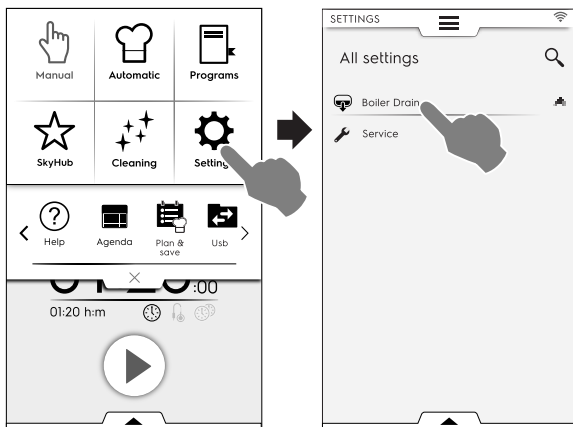 Manual
Automatic
Programs
SkyHub
Cleaning
Setting
?
Help
Agenda
Plan &
save
Usb
:00
01:20 h:m
SETTINGS
All settings
Boiler Drain
Service